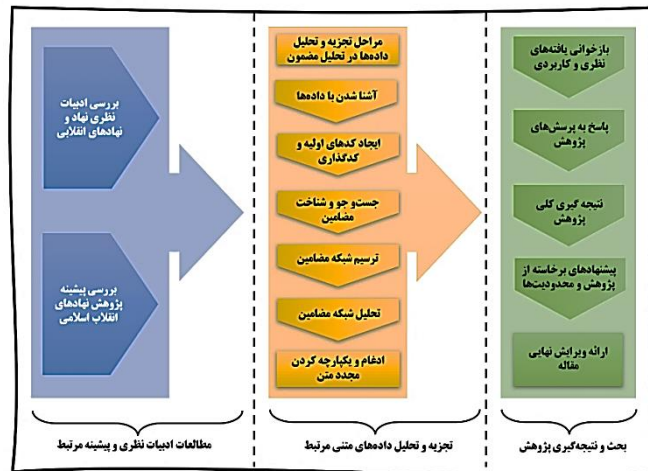 بررسی ادبیات
نظری نهاد و
نهادهای انقلابی
بررسی پیشینه
پژوهش نهادهای
انقلاب اسلامی
مطالعات ادبیات نظری و پیشینه مرتبط
مراحل تجزیه و تحلیل
داده‌ها در تحلیل مضمون
آشنا شدن با داده‌ها
ایجاد کدهای اولیه و
کدگذاری
جست‌و جو و شناخت
مضامین
ترسیم شبکه مضامین
تحلیل شبکه مضامین
ادغام و یکپارچه کردن
مجدد متن
تجزیه و تحلیل داده‌های متنی مرتبط
بازخوانی یافته‌های
نظری و کاربردی
پاسخ به پرسش‌های
پژوهش
نتیجه گیری کلی
پژوهش
پیشنهادهای برخاسته از
پژوهش و محدودیت‌ها
ارائه ویرایش نهایی
مقاله
بحث و نتیجه‌گیری پژوهش